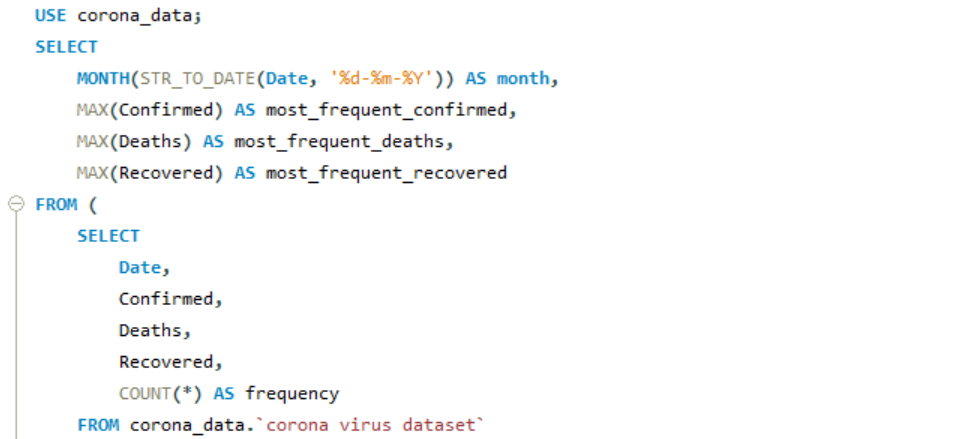 USE corona_data;
SELECT
MONTH(STR_TO_DATE(Date, '%d-%m-%Y')) AS month,
MAX(Confirmed) AS most_frequent_confirmed,
MAX(Deaths) AS most_frequent_deaths,
MAX(Recovered) AS most_frequent_recovered
FROM (
SELECT
Date,
Confirmed,
Deaths,
Recovered,
COUNT(*) AS frequency
FROM corona_data.`corona virus dataset`